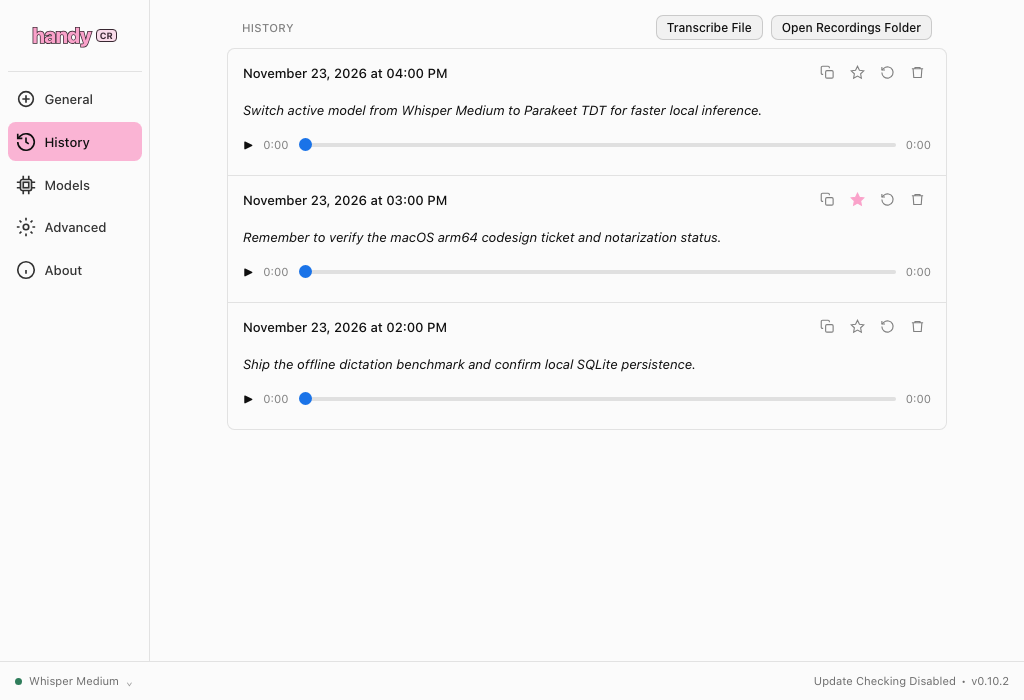 handy CR
General
History
Models
Advanced
About
HISTORY
Transcribe File
Open Recordings Folder
November 23, 2026 at 04:00 PM
Switch active model from Whisper Medium to Parakeet TDT for faster local inference.
0:00
0:00
November 23, 2026 at 03:00 PM
Remember to verify the macOS arm64 codesign ticket and notarization status.
0:00
0:00
November 23, 2026 at 02:00 PM
Ship the offline dictation benchmark and confirm local SQLite persistence.
0:00
0:00
Whisper Medium
Update Checking Disabled • v0.10.2